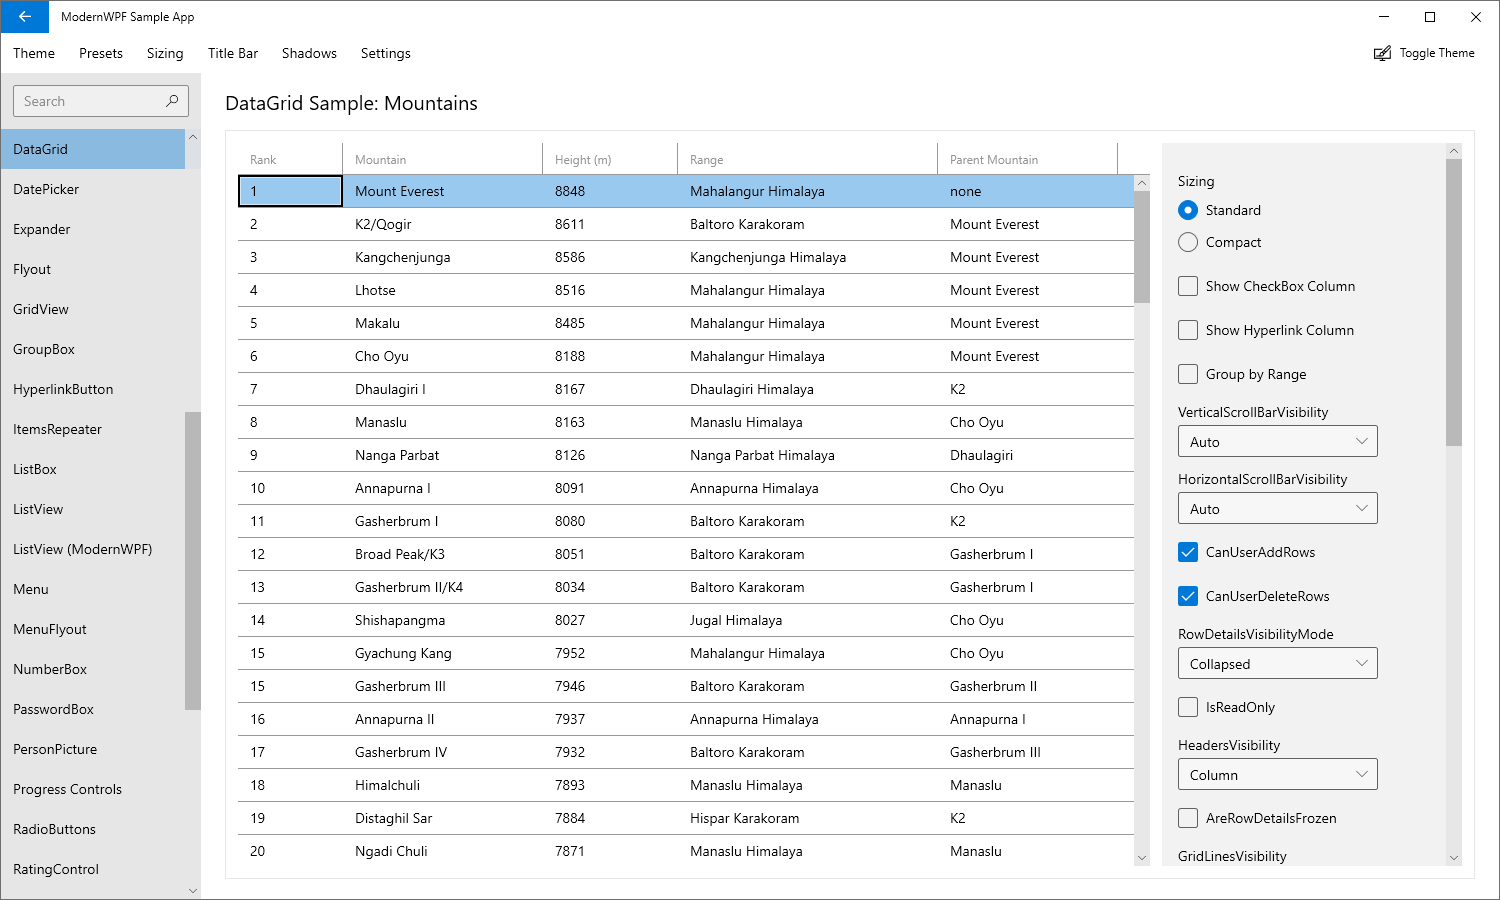 ModernWPF Sample App
Theme Presets Sizing Title Bar Shadows Settings Toggle Theme
Search
DataGrid
DatePicker
Expander
Flyout
GridView
GroupBox
HyperlinkButton
ItemsRepeater
ListBox
ListView
ListView (ModernWPF)
Menu
MenuFlyout
NumberBox
PasswordBox
PersonPicture
Progress Controls
RadioButtons
RatingControl
DataGrid Sample: Mountains
Rank Mountain Height (m) Range Parent Mountain
1 Mount Everest 8848 Mahalangur Himalaya none
2 K2/Qogir 8611 Baltoro Karakoram Mount Everest
3 Kangchenjunga 8586 Kangchenjunga Himalaya Mount Everest
4 Lhotse 8516 Mahalangur Himalaya Mount Everest
5 Makalu 8485 Mahalangur Himalaya Mount Everest
6 Cho Oyu 8188 Mahalangur Himalaya Mount Everest
7 Dhaulagiri I 8167 Dhaulagiri Himalaya K2
8 Manaslu 8163 Manaslu Himalaya Cho Oyu
9 Nanga Parbat 8126 Nanga Parbat Himalaya Dhaulagiri
10 Annapurna I 8091 Annapurna Himalaya Cho Oyu
11 Gasherbrum I 8080 Baltoro Karakoram K2
12 Broad Peak/K3 8051 Baltoro Karakoram Gasherbrum I
13 Gasherbrum II/K4 8034 Baltoro Karakoram Gasherbrum I
14 Shishapangma 8027 Jugal Himalaya Cho Oyu
15 Gyachung Kang 7952 Mahalangur Himalaya Cho Oyu
15 Gasherbrum III 7946 Baltoro Karakoram Gasherbrum II
16 Annapurna II 7937 Annapurna Himalaya Annapurna I
17 Gasherbrum IV 7932 Baltoro Karakoram Gasherbrum III
18 Himalchuli 7893 Manaslu Himalaya Manaslu
19 Distaghil Sar 7884 Hispar Karakoram K2
20 Ngadi Chuli 7871 Manaslu Himalaya Manaslu
Sizing
Standard
Compact
Show CheckBox Column
Show Hyperlink Column
Group by Range
VerticalScrollBarVisibility
Auto
HorizontalScrollBarVisibility
Auto
CanUserAddRows
CanUserDeleteRows
RowDetailsVisibilityMode
Collapsed
IsReadOnly
HeadersVisibility
Column
AreRowDetailsFrozen
GridLinesVisibility